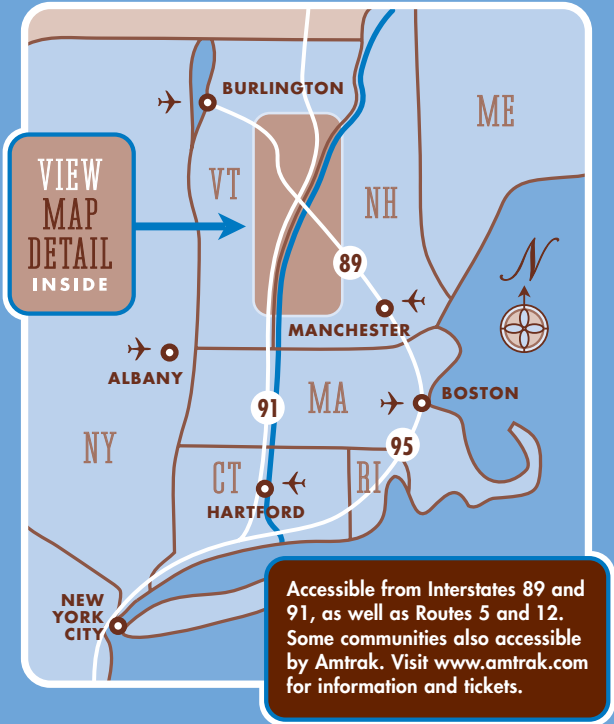 BURLINGTON
ME
VIEW
MAP
DETAIL
INSIDE
VT
NH
N
89
MANCHESTER
ALBANY
91
MA
BOSTON
NY
95
CT
RI
HARTFORD
NEW
YORK
CITY
Accessible from Interstates 89 and
91, as well as Routes 5 and 12.
Some communities also accessible
by Amtrak. Visit www.amtrak.com
for information and tickets.